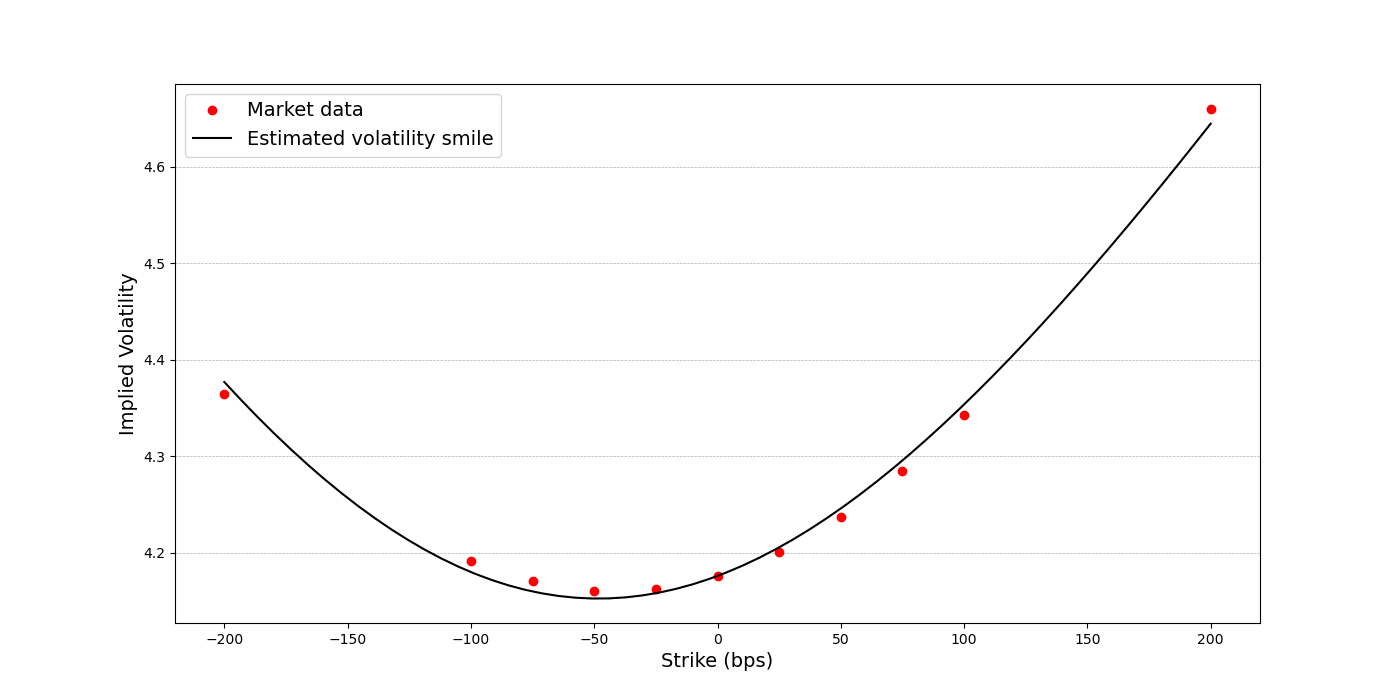 Market data
Estimated volatility smile
4.6
4.5
4.4
4.3
4.2
Implied Volatility
−200 −150 −100 −50 0 50 100 150 200
Strike (bps)